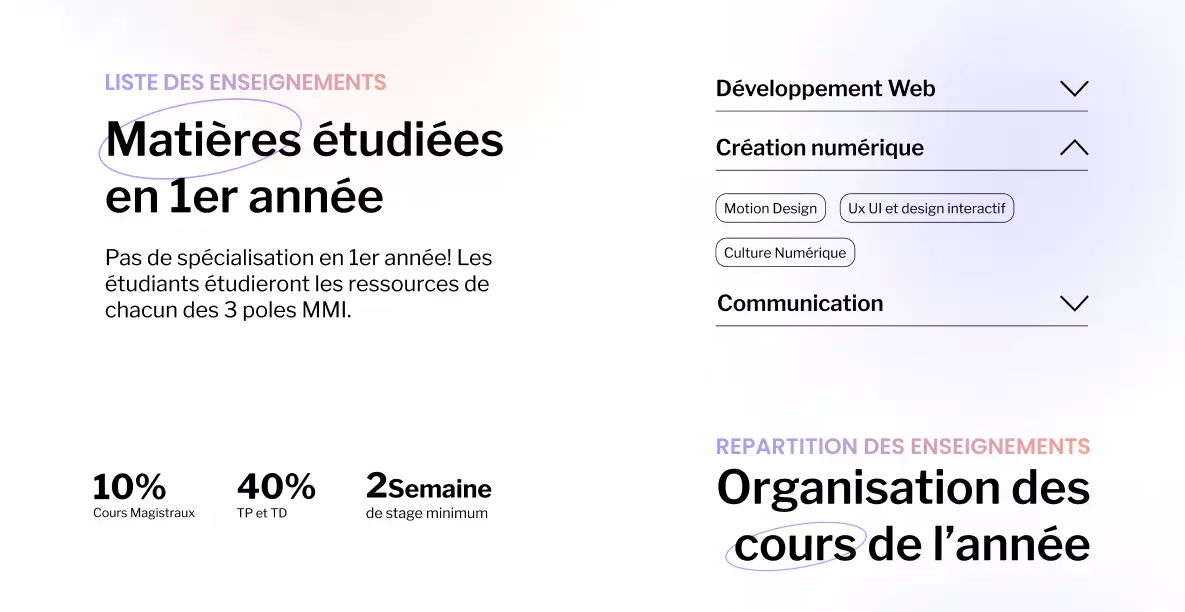 LISTE DES ENSEIGNEMENTS
Matières étudiées
en 1er année
Pas de spécialisation en 1er année! Les
étudiants étudieront les ressources de
chacun des 3 poles MMI.
Développement Web
Création numérique
Motion Design
Ux UI et design interactif
Culture Numérique
Communication
10%
Cours Magistraux
40%
TP et TD
2Semaine
de stage minimum
REPARTITION DES ENSEIGNEMENTS
Organisation des
cours de l’année